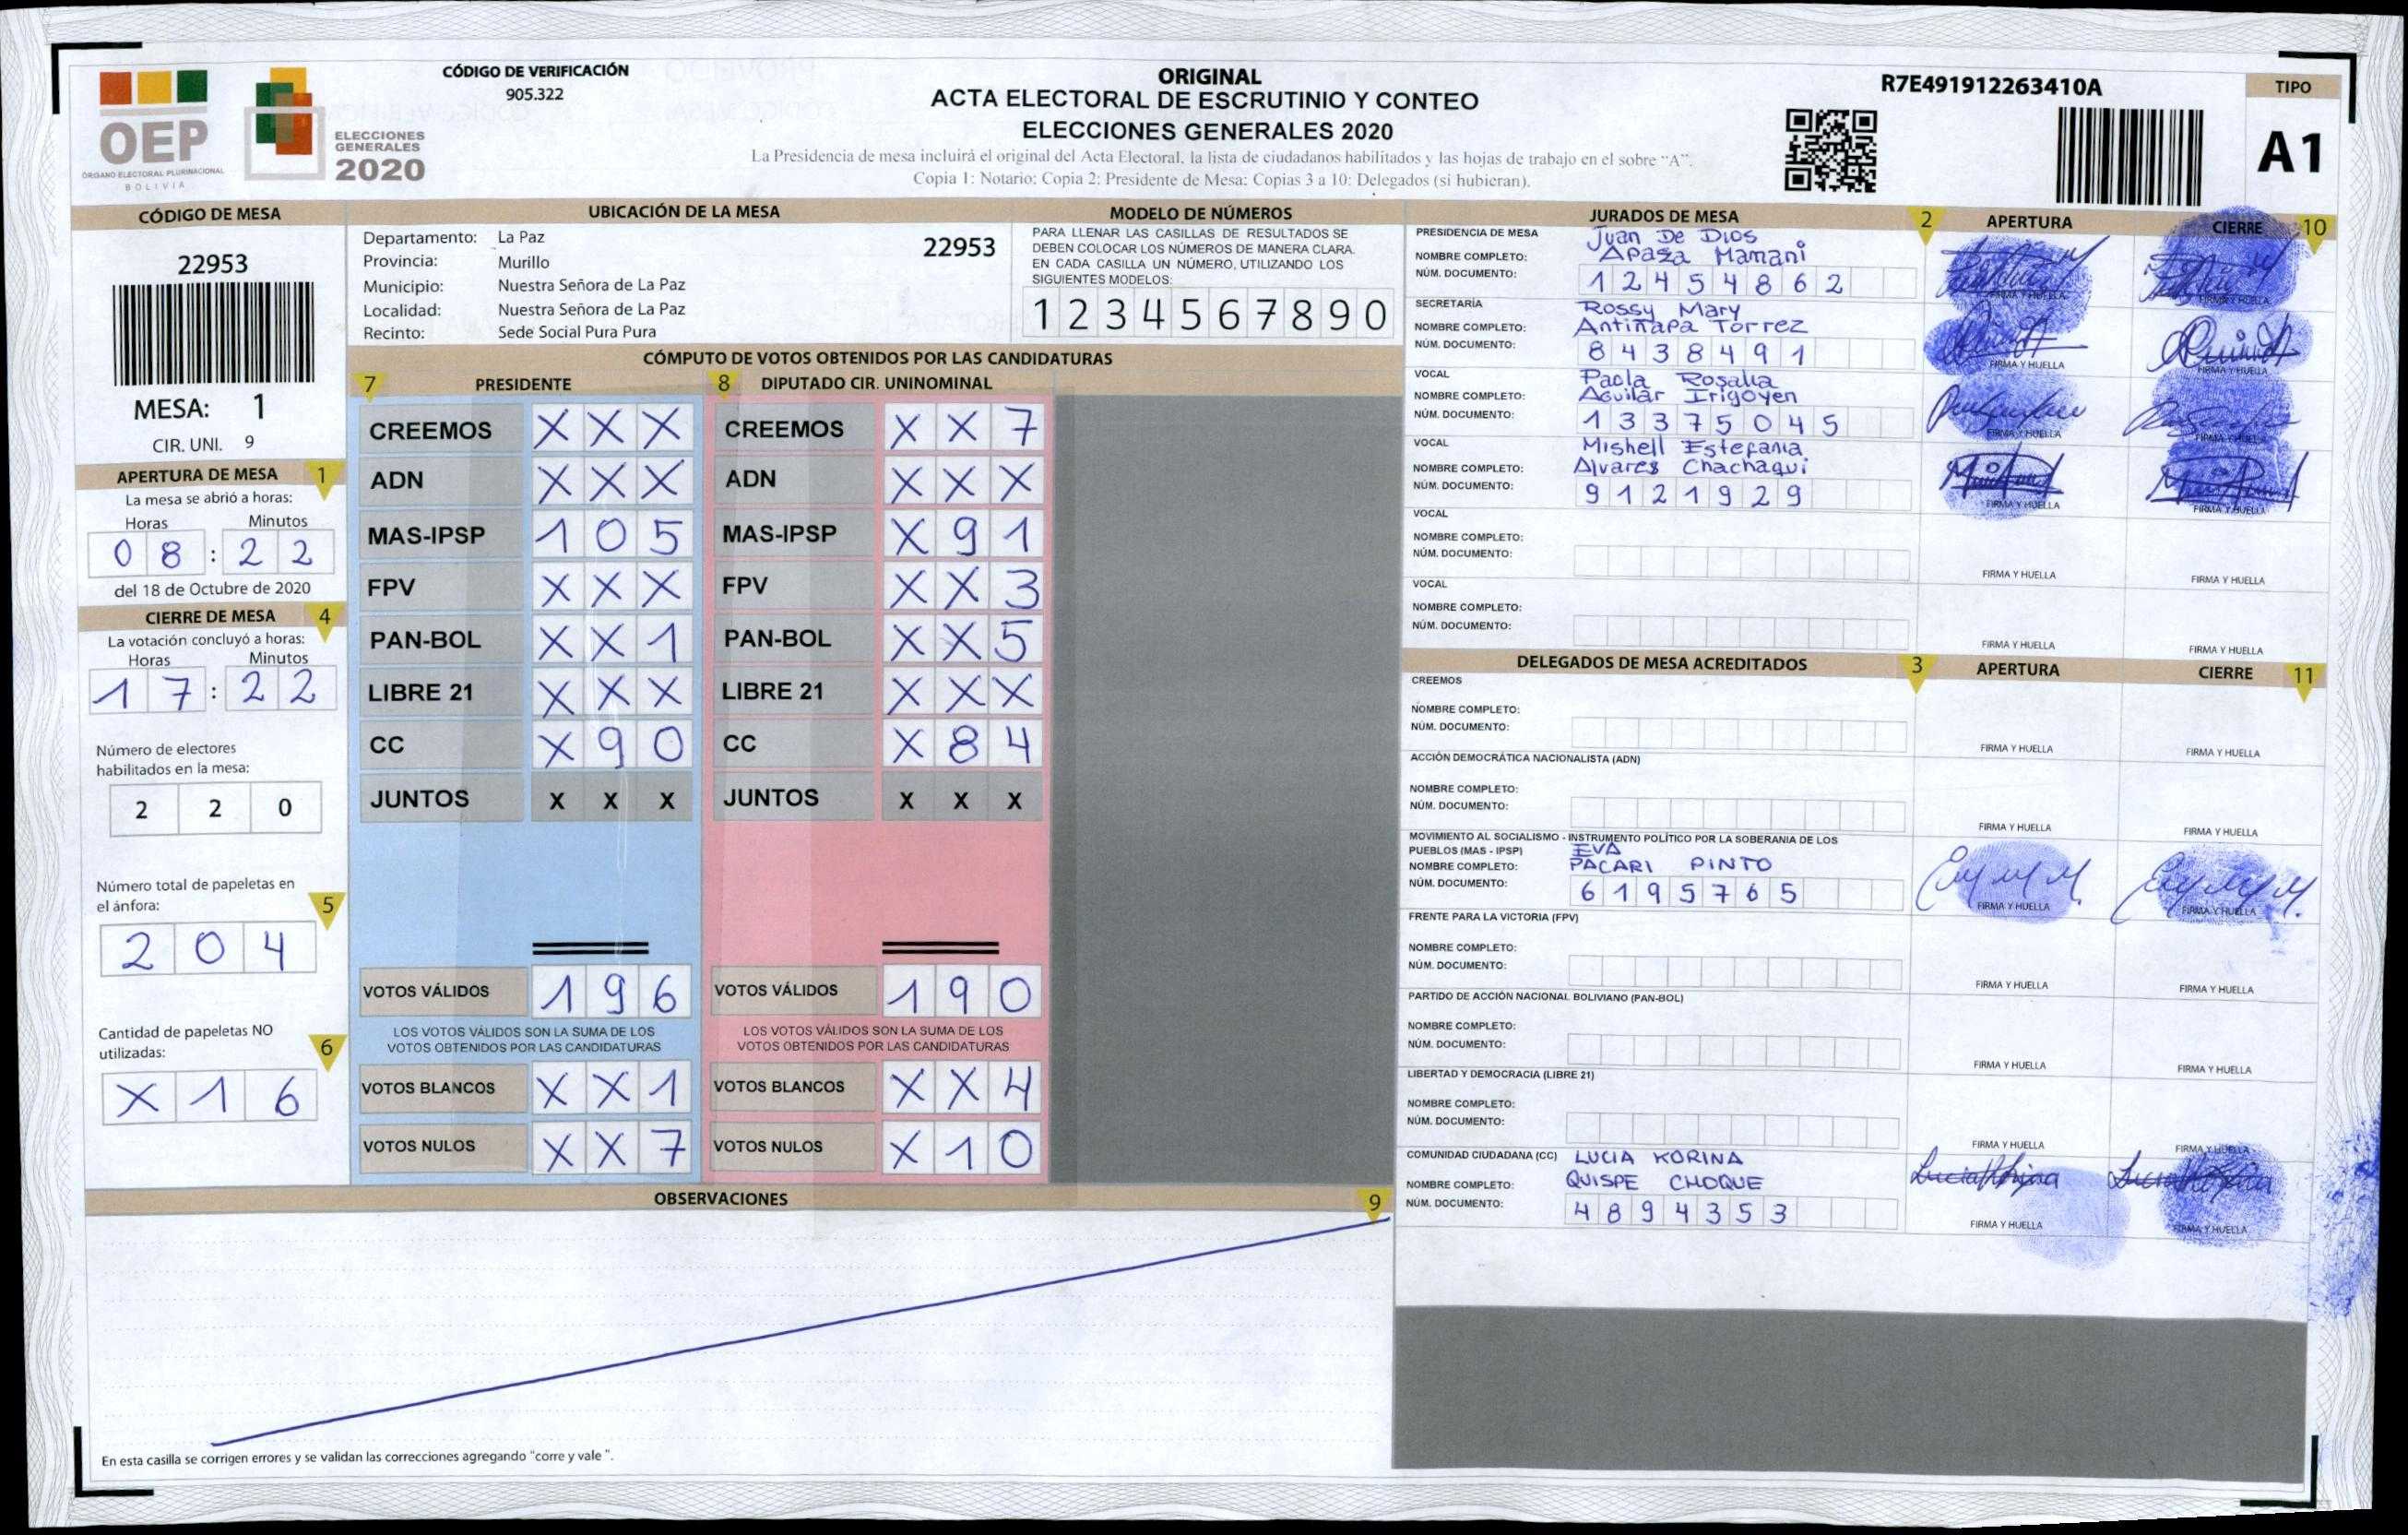 CÓDIGO DE VERIFICACIÓN
905.322
OEP
ÓRGANO ELECTORAL PLURINACIONAL
BOLIVIA
ELECCIONES
GENERALES
2020
ORIGINAL
ACTA ELECTORAL DE ESCRUTINIO Y CONTEO
ELECCIONES GENERALES 2020
La Presidencia de mesa incluirá el original del Acta Electoral, la lista de ciudadanos habilitados y las hojas de trabajo en el sobre “A”.
Copia 1: Notario; Copia 2: Presidente de Mesa; Copias 3 a 10: Delegados (si hubieran).
R7E491912263410A
TIPO
A1
CÓDIGO DE MESA
22953
MESA: 1
CIR. UNI. 9
APERTURA DE MESA 1
La mesa se abrió a horas:
Horas Minutos
0 8 : 2 2
del 18 de Octubre de 2020
CIERRE DE MESA 4
La votación concluyó a horas:
Horas Minutos
1 7 : 2 2
Número de electores
habilitados en la mesa:
2 2 0
Número total de papeletas en
el ánfora: 5
2 0 4
Cantidad de papeletas NO
utilizadas: 6
X 1 6
UBICACIÓN DE LA MESA
Departamento: La Paz
22953
Provincia: Murillo
Municipio: Nuestra Señora de La Paz
Localidad: Nuestra Señora de La Paz
Recinto: Sede Social Pura Pura
MODELO DE NÚMEROS
PARA LLENAR LAS CASILLAS DE RESULTADOS SE
DEBEN COLOCAR LOS NÚMEROS DE MANERA CLARA.
EN CADA CASILLA UN NÚMERO, UTILIZANDO LOS
SIGUIENTES MODELOS:
1 2 3 4 5 6 7 8 9 0
CÓMPUTO DE VOTOS OBTENIDOS POR LAS CANDIDATURAS
7 PRESIDENTE
CREEMOS X X X
ADN X X X
MAS-IPSP 1 0 5
FPV X X X
PAN-BOL X X 1
LIBRE 21 X X X
CC X 9 0
JUNTOS X X X
VOTOS VÁLIDOS 1 9 6
LOS VOTOS VÁLIDOS SON LA SUMA DE LOS
VOTOS OBTENIDOS POR LAS CANDIDATURAS
VOTOS BLANCOS X X 1
VOTOS NULOS X X 7
8 DIPUTADO CIR. UNINOMINAL
CREEMOS X X 7
ADN X X X
MAS-IPSP X 9 1
FPV X X 3
PAN-BOL X X 5
LIBRE 21 X X X
CC X 8 4
JUNTOS X X X
VOTOS VÁLIDOS 1 9 0
LOS VOTOS VÁLIDOS SON LA SUMA DE LOS
VOTOS OBTENIDOS POR LAS CANDIDATURAS
VOTOS BLANCOS X X 4
VOTOS NULOS X 1 0
OBSERVACIONES 9
En esta casilla se corrigen errores y se validan las correcciones agregando “corre y vale ”.
JURADOS DE MESA 2 APERTURA CIERRE 10
PRESIDENCIA DE MESA Juan De Dios
NOMBRE COMPLETO: Apaza Mamani
NÚM. DOCUMENTO: 1 2 4 5 4 8 6 2
FIRMA Y HUELLA FIRMA Y HUELLA
SECRETARÍA Rossy Mary
NOMBRE COMPLETO: Antiñapa Torrez
NÚM. DOCUMENTO: 8 4 3 8 4 9 1
FIRMA Y HUELLA FIRMA Y HUELLA
VOCAL Paola Rosalia
NOMBRE COMPLETO: Aguilar Irigoyen
NÚM. DOCUMENTO: 1 3 3 7 5 0 4 5
FIRMA Y HUELLA FIRMA Y HUELLA
VOCAL Mishell Estefania
NOMBRE COMPLETO: Alvares Chachaqui
NÚM. DOCUMENTO: 9 1 2 1 9 2 9
FIRMA Y HUELLA FIRMA Y HUELLA
VOCAL
NOMBRE COMPLETO:
NÚM. DOCUMENTO:
FIRMA Y HUELLA FIRMA Y HUELLA
VOCAL
NOMBRE COMPLETO:
NÚM. DOCUMENTO:
FIRMA Y HUELLA FIRMA Y HUELLA
DELEGADOS DE MESA ACREDITADOS 3 APERTURA CIERRE 11
CREEMOS
NOMBRE COMPLETO:
NÚM. DOCUMENTO:
FIRMA Y HUELLA FIRMA Y HUELLA
ACCIÓN DEMOCRÁTICA NACIONALISTA (ADN)
NOMBRE COMPLETO:
NÚM. DOCUMENTO:
FIRMA Y HUELLA FIRMA Y HUELLA
MOVIMIENTO AL SOCIALISMO - INSTRUMENTO POLÍTICO POR LA SOBERANIA DE LOS
PUEBLOS (MAS - IPSP) EVA
NOMBRE COMPLETO: PACARI PINTO
NÚM. DOCUMENTO: 6 1 9 5 7 6 5
FIRMA Y HUELLA FIRMA Y HUELLA
FRENTE PARA LA VICTORIA (FPV)
NOMBRE COMPLETO:
NÚM. DOCUMENTO:
FIRMA Y HUELLA FIRMA Y HUELLA
PARTIDO DE ACCIÓN NACIONAL BOLIVIANO (PAN-BOL)
NOMBRE COMPLETO:
NÚM. DOCUMENTO:
FIRMA Y HUELLA FIRMA Y HUELLA
LIBERTAD Y DEMOCRACIA (LIBRE 21)
NOMBRE COMPLETO:
NÚM. DOCUMENTO:
FIRMA Y HUELLA FIRMA Y HUELLA
COMUNIDAD CIUDADANA (CC) LUCIA KORINA
NOMBRE COMPLETO: QUISPE CHOQUE
NÚM. DOCUMENTO: 4 8 9 4 3 5 3
FIRMA Y HUELLA FIRMA Y HUELLA